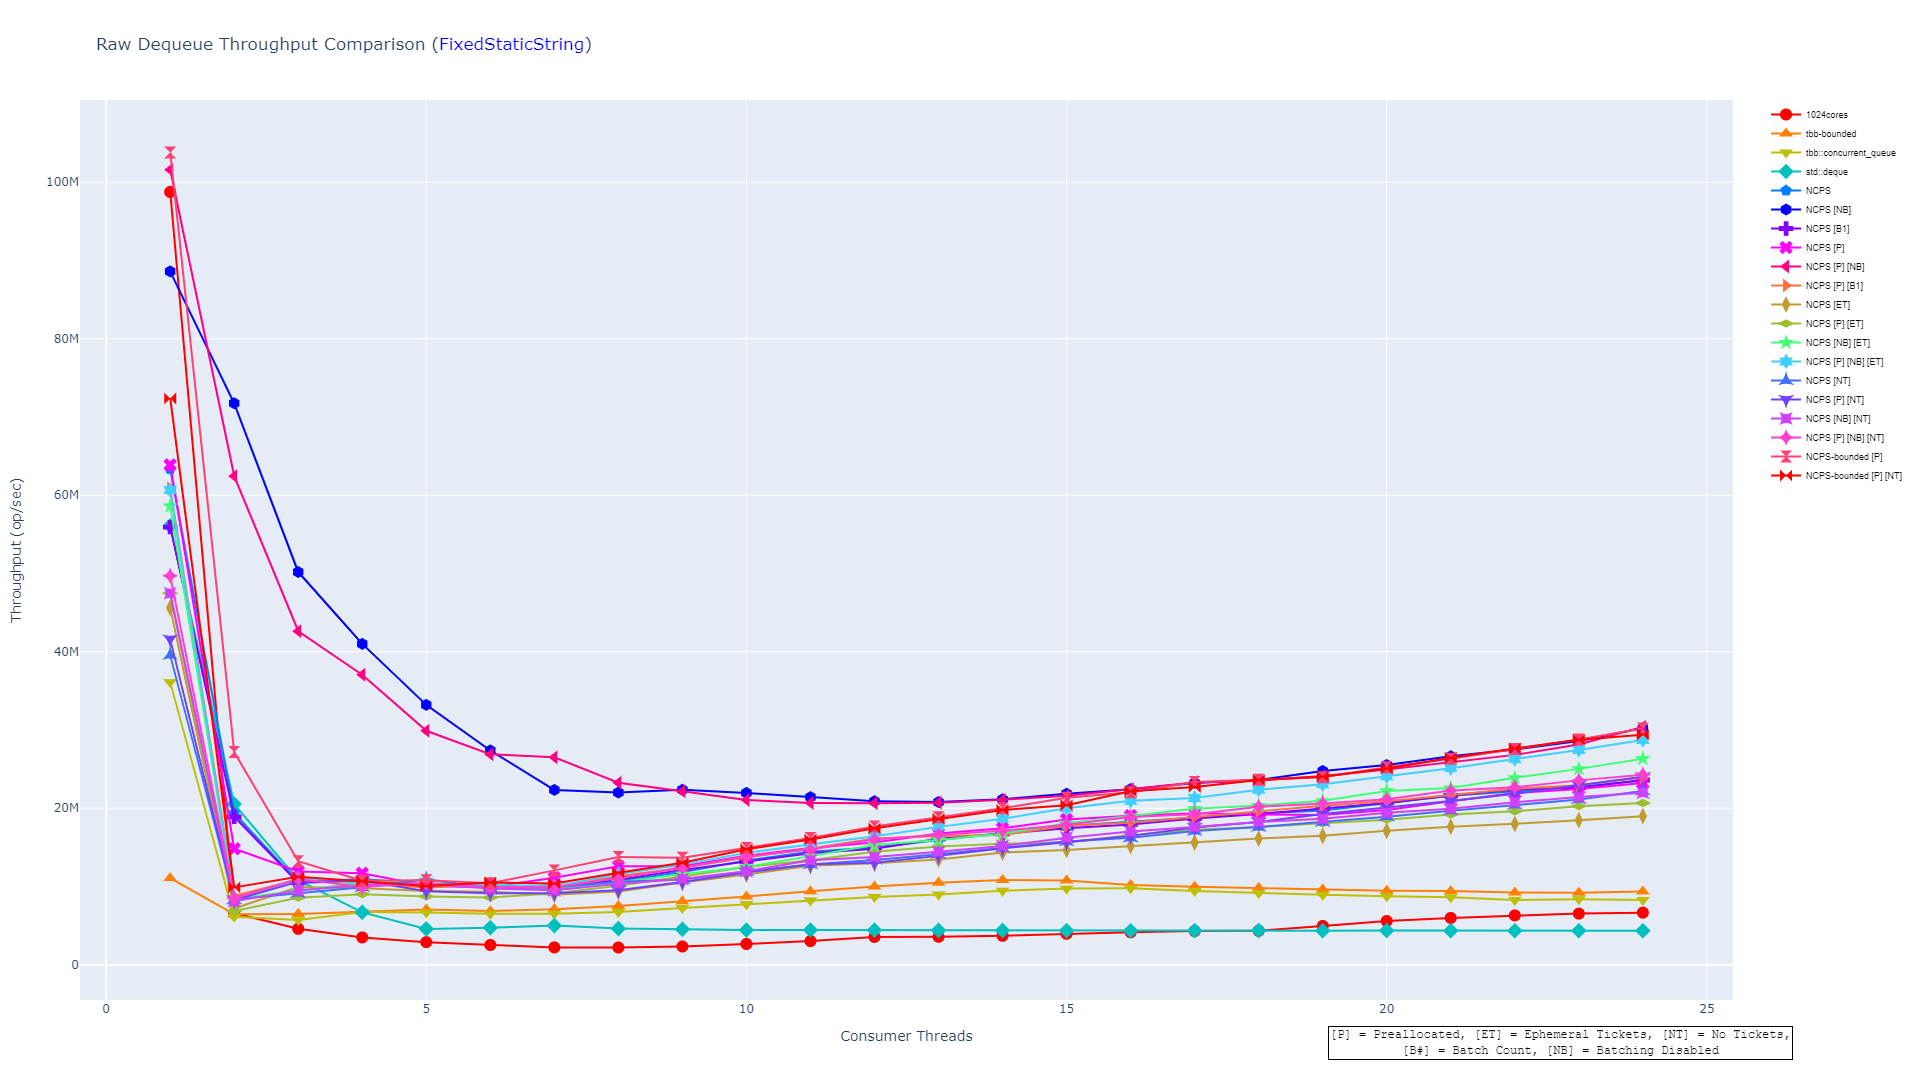 Raw Dequeue Throughput Comparison (FixedStaticString)
Throughput (op/sec)
100M
80M
60M
40M
20M
0
0 5 10 15 20 25
Consumer Threads
1024cores
tbb-bounded
tbb::concurrent_queue
std::deque
NCPS
NCPS [NB]
NCPS [B1]
NCPS [P]
NCPS [P] [NB]
NCPS [P] [B1]
NCPS [ET]
NCPS [P] [ET]
NCPS [NB] [ET]
NCPS [P] [NB] [ET]
NCPS [NT]
NCPS [P] [NT]
NCPS [NB] [NT]
NCPS [P] [NB] [NT]
NCPS-bounded [P]
NCPS-bounded [P] [NT]
[P] = Preallocated, [ET] = Ephemeral Tickets, [NT] = No Tickets,
[B#] = Batch Count, [NB] = Batching Disabled